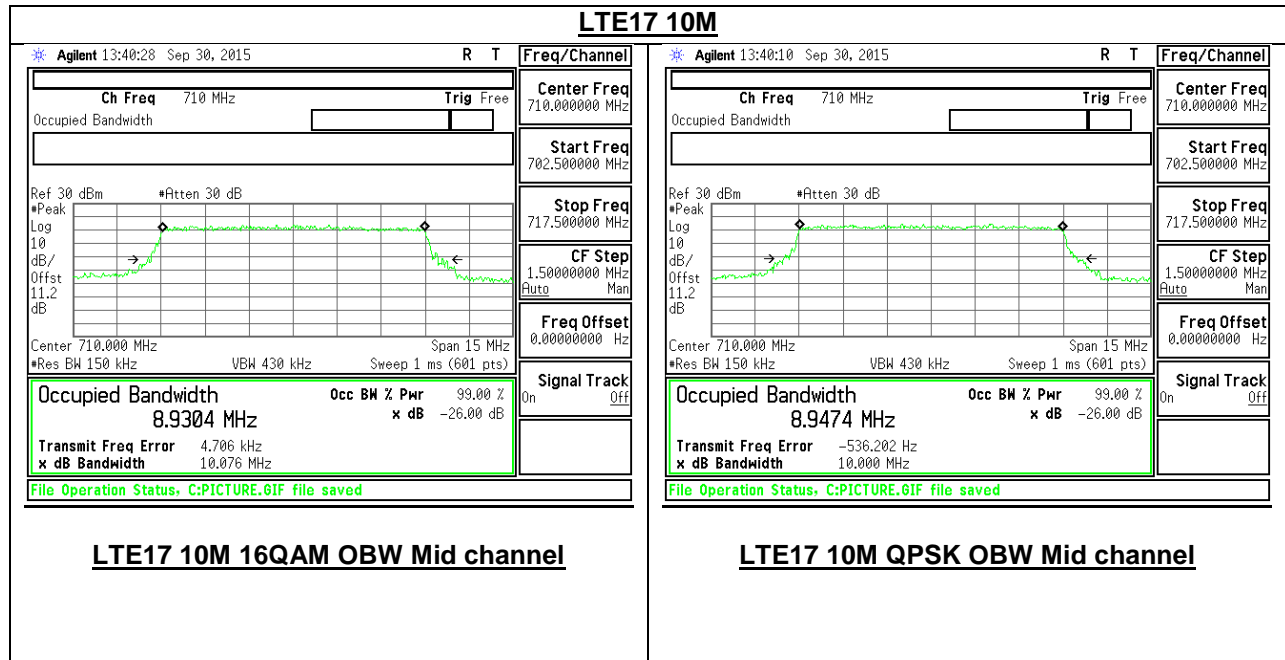 LTE17 10M
Agilent 13:40:28 Sep 30, 2015 R T Freq/Channel
Ch Freq 710 MHz Trig Free
Occupied Bandwidth
Center Freq
710.000000 MHz
Start Freq
702.500000 MHz
Stop Freq
717.500000 MHz
CF Step
1.50000000 MHz
Auto Man
Freq Offset
0.00000000 Hz
Signal Track
On Off
Ref 30 dBm #Atten 30 dB
#Peak
Log
10
dB/
Offst
11.2
dB
Center 710.000 MHz Span 15 MHz
#Res BW 150 kHz VBW 430 kHz Sweep 1 ms (601 pts)
Occupied Bandwidth Occ BW % Pwr 99.00 %
8.9304 MHz x dB -26.00 dB
Transmit Freq Error 4.706 kHz
x dB Bandwidth 10.076 MHz
File Operation Status, C:PICTURE.GIF file saved
LTE17 10M 16QAM OBW Mid channel
Agilent 13:40:10 Sep 30, 2015 R T Freq/Channel
Ch Freq 710 MHz Trig Free
Occupied Bandwidth
Center Freq
710.000000 MHz
Start Freq
702.500000 MHz
Stop Freq
717.500000 MHz
CF Step
1.50000000 MHz
Auto Man
Freq Offset
0.00000000 Hz
Signal Track
On Off
Ref 30 dBm #Atten 30 dB
#Peak
Log
10
dB/
Offst
11.2
dB
Center 710.000 MHz Span 15 MHz
#Res BW 150 kHz VBW 430 kHz Sweep 1 ms (601 pts)
Occupied Bandwidth Occ BW % Pwr 99.00 %
8.9474 MHz x dB -26.00 dB
Transmit Freq Error -536.202 Hz
x dB Bandwidth 10.000 MHz
File Operation Status, C:PICTURE.GIF file saved
LTE17 10M QPSK OBW Mid channel